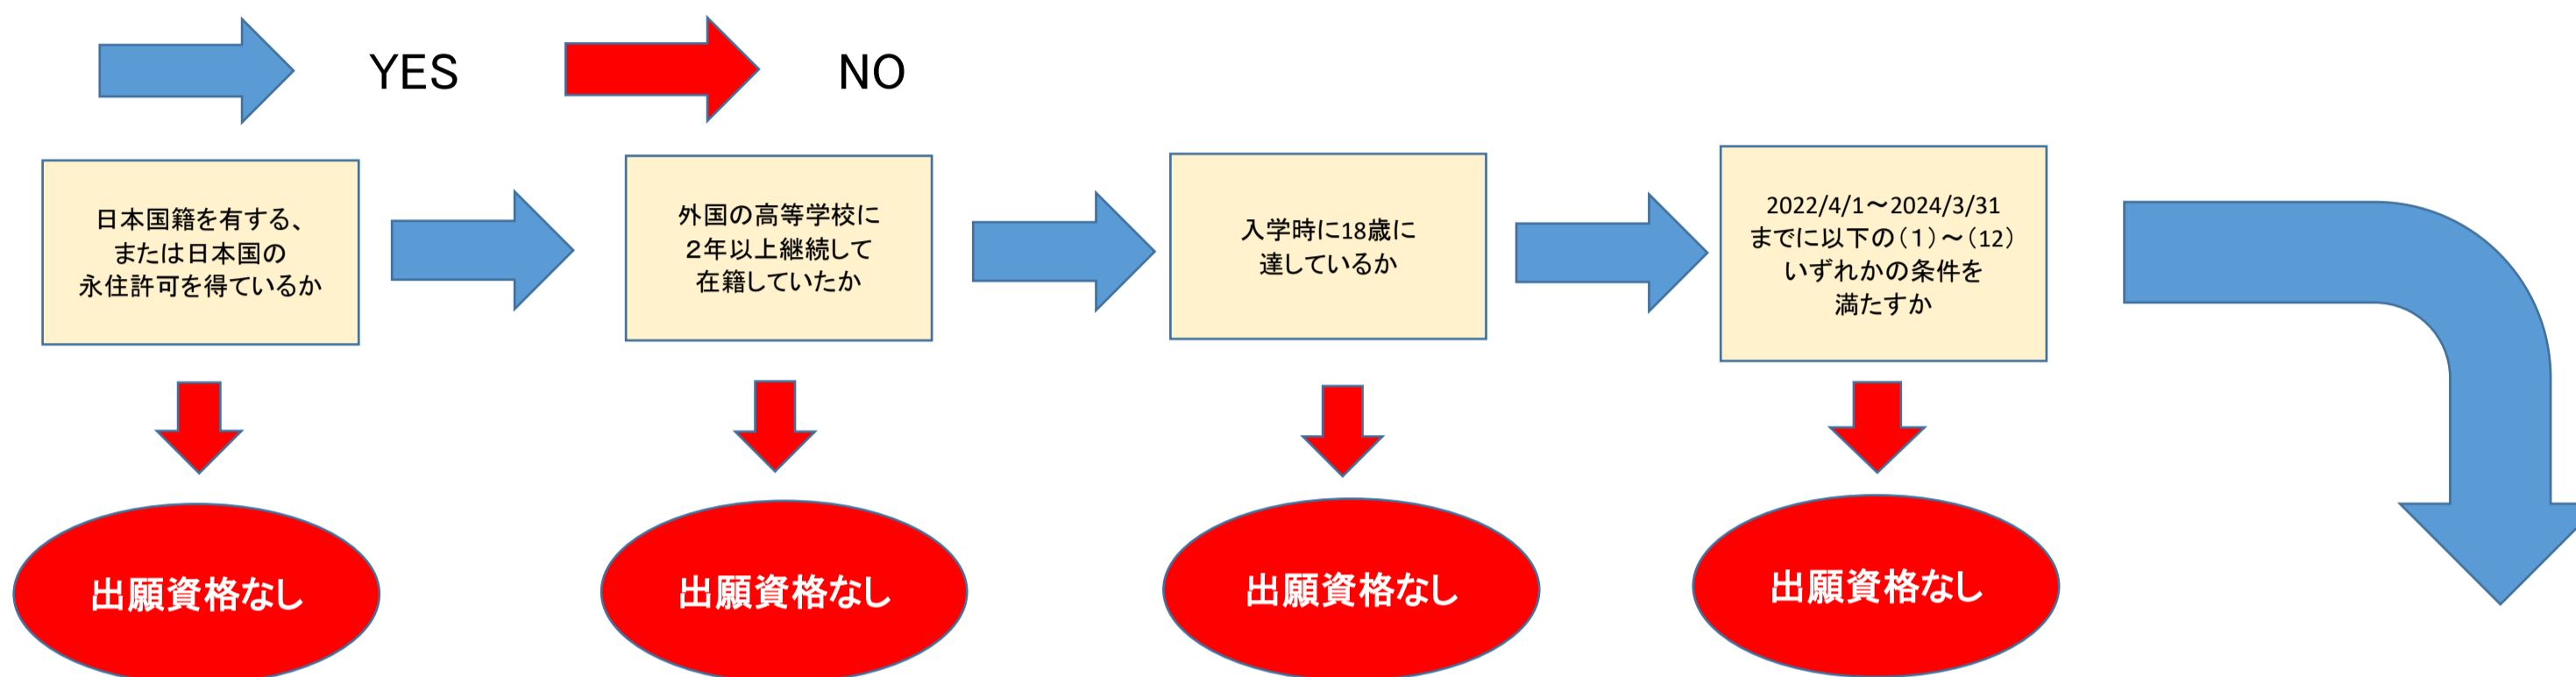 YES
NO
日本国籍を有する、
または日本国の
永住許可を得ているか
外国の高等学校に
２年以上継続して
在籍していたか
入学時に18歳に
達しているか
2022/4/1～2024/3/31
までに以下の（１）～（12）
いずれかの条件を
満たすか
出願資格なし
出願資格なし
出願資格なし
出願資格なし